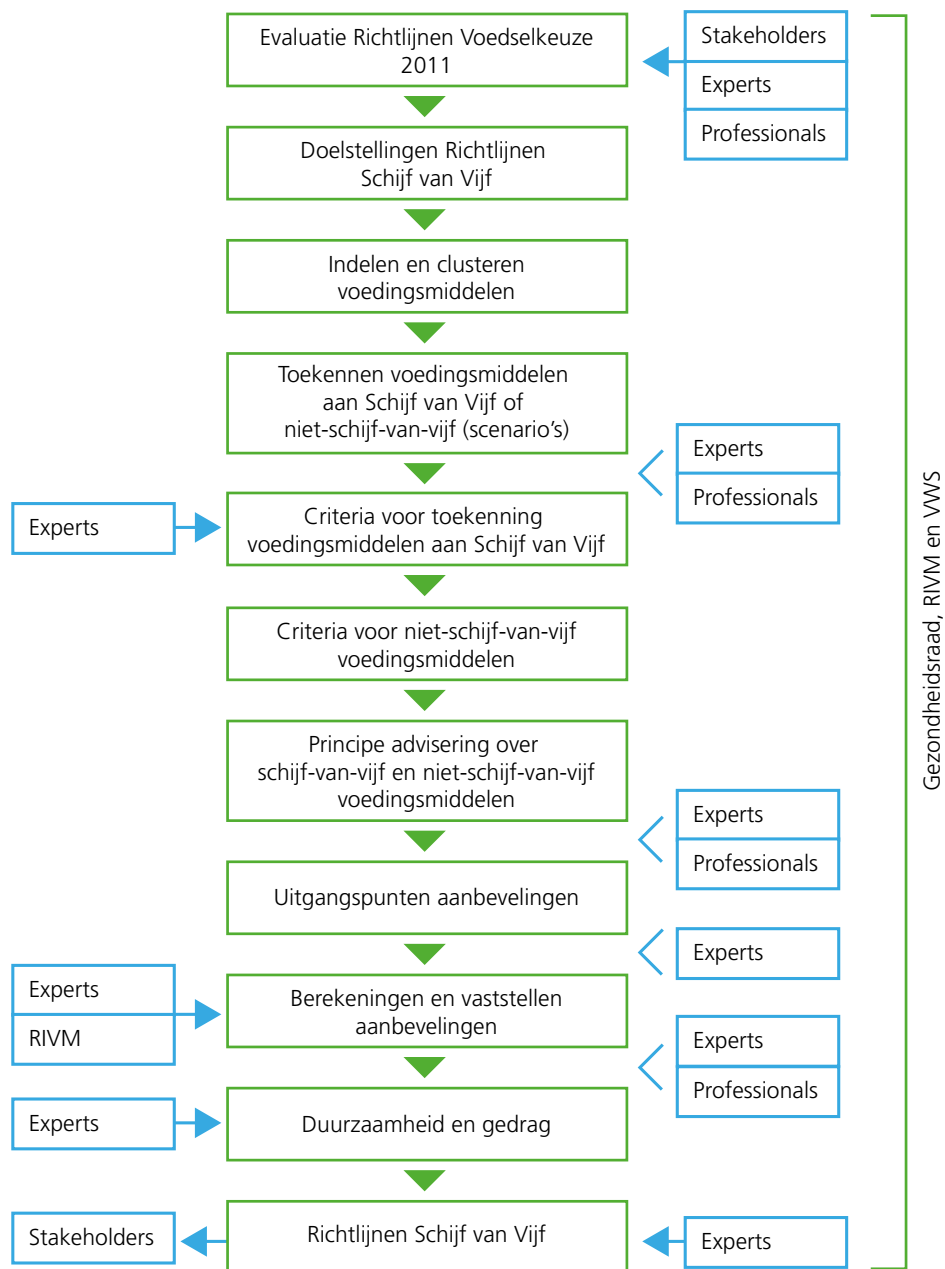 Evaluatie Richtlijnen Voedselkeuze
2011
Stakeholders
Experts
Professionals
Doelstellingen Richtlijnen
Schijf van Vijf
Indelen en clusteren
voedingsmiddelen
Toekennen voedingsmiddelen
aan Schijf van Vijf of
niet-schijf-van-vijf (scenario's)
Experts
Professionals
Experts
Criteria voor toekenning
voedingsmiddelen aan Schijf van Vijf
Criteria voor niet-schijf-van-vijf
voedingsmiddelen
Principe advisering over
schijf-van-vijf en niet-schijf-van-vijf
voedingsmiddelen
Experts
Professionals
Uitgangspunten aanbevelingen
Experts
Experts
RIVM
Berekeningen en vaststellen
aanbevelingen
Experts
Professionals
Experts
Duurzaamheid en gedrag
Stakeholders
Richtlijnen Schijf van Vijf
Experts
Gezondheidsraad, RIVM en VWS